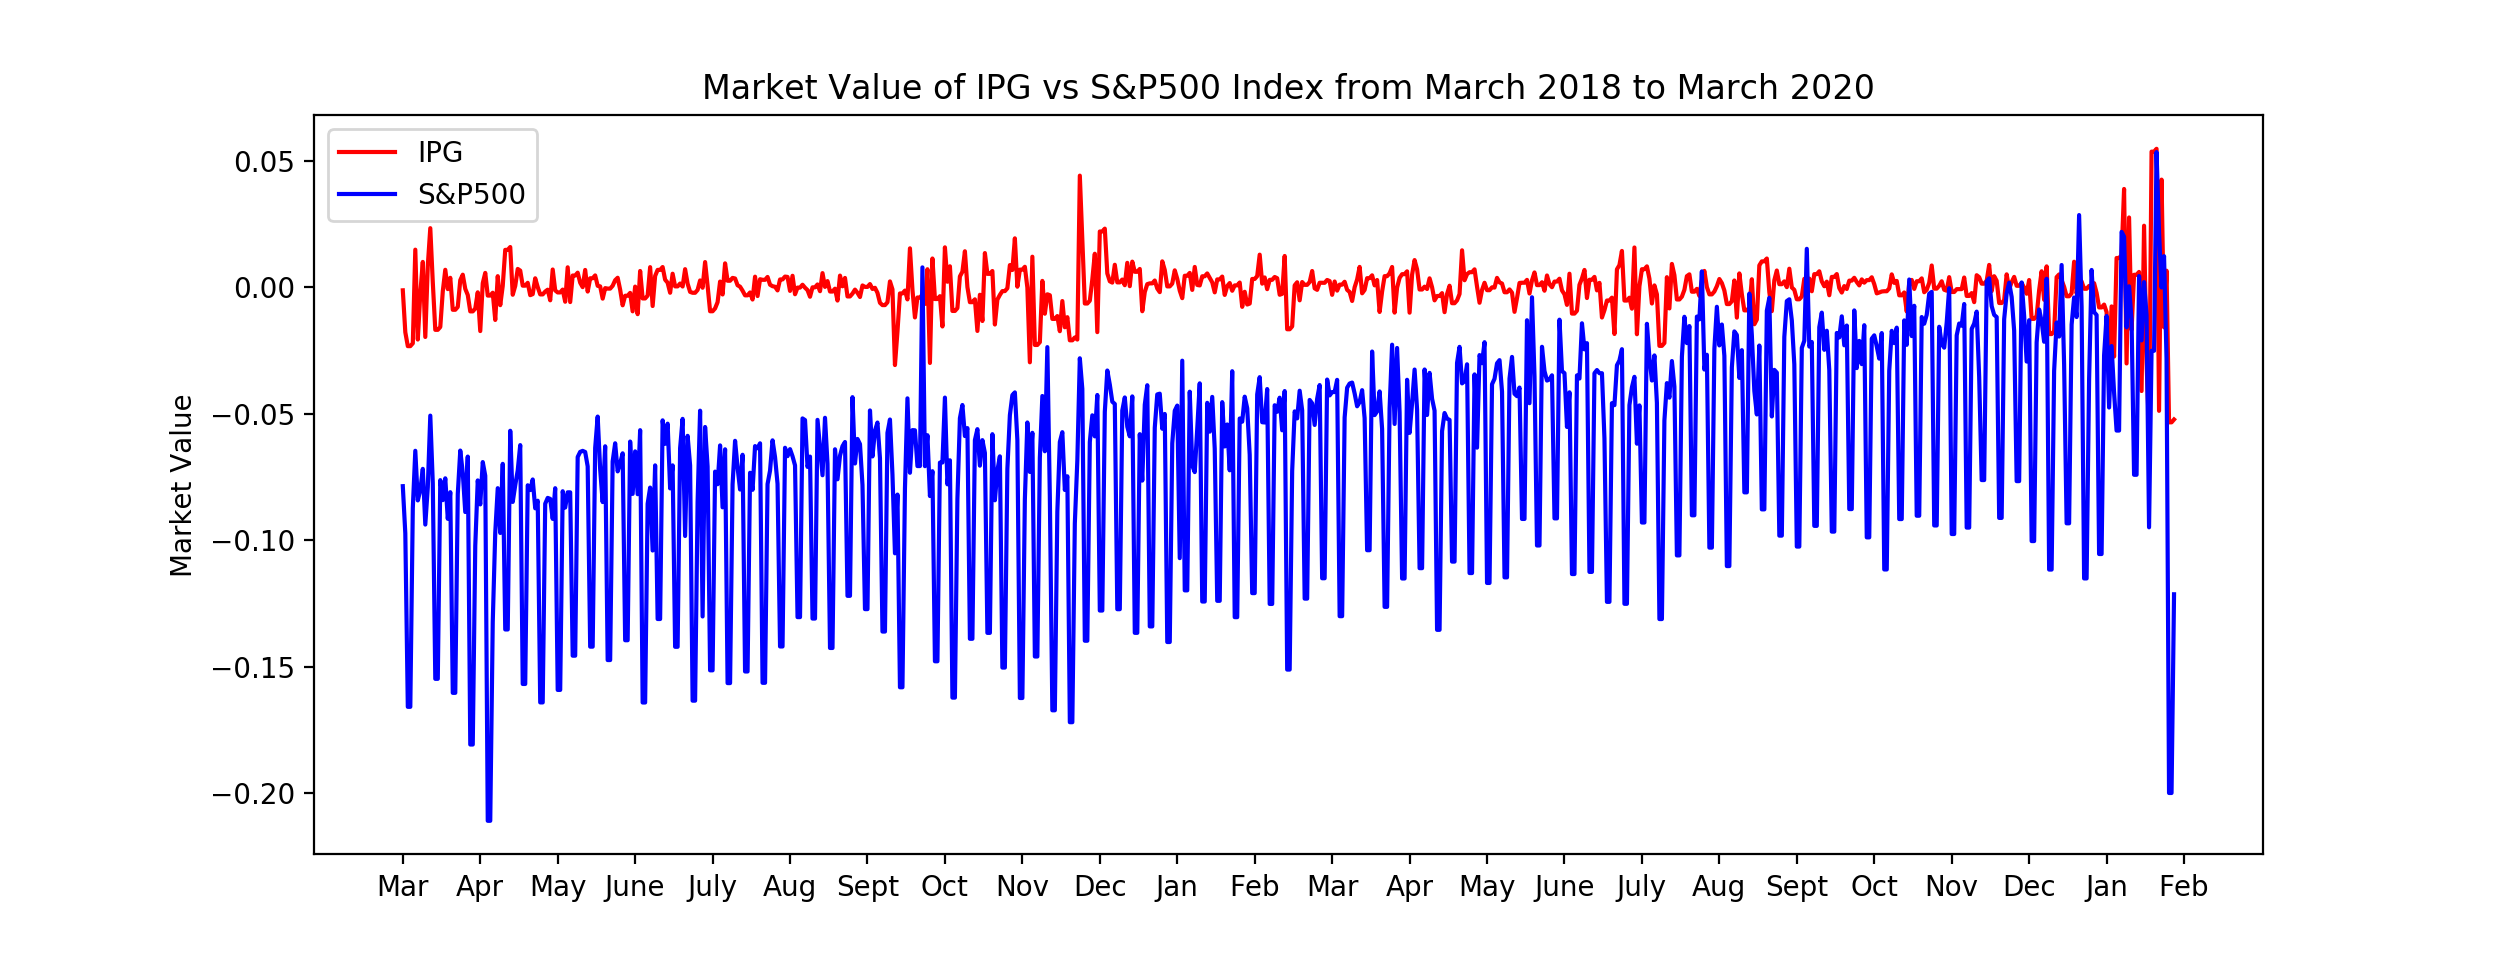 Market Value of IPG vs S&P500 Index from March 2018 to March 2020
IPG
S&P500
Market Value
0.05
0.00
−0.05
−0.10
−0.15
−0.20
Mar Apr May June July Aug Sept Oct Nov Dec Jan Feb Mar Apr May June July Aug Sept Oct Nov Dec Jan Feb